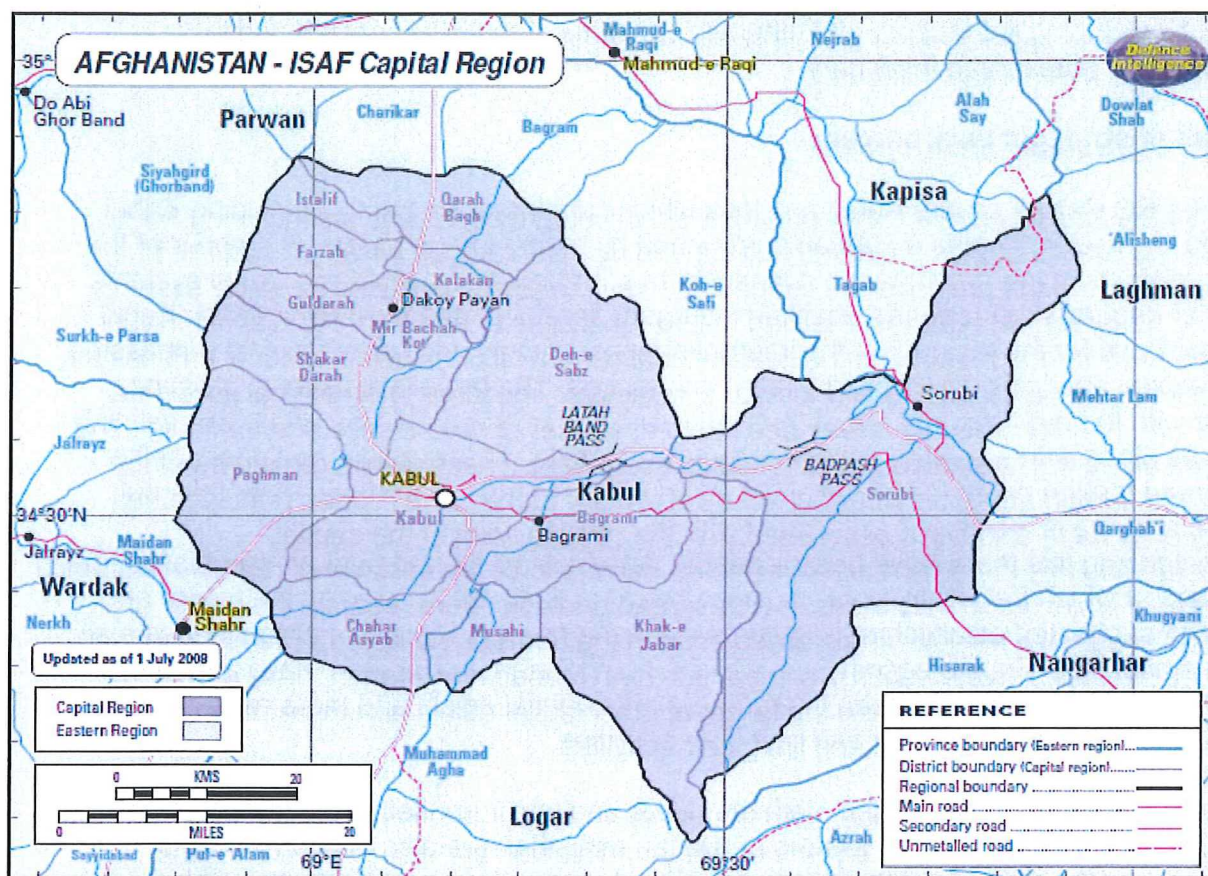 AFGHANISTAN - ISAF Capital Region
Defence
Intelligence
35°
Mahmud-e
Raqi
Mahmud-e Raqi
Nejrab
Do Abi
Ghor Band
Parwan
Charikar
Bagram
Alah
Say
Dowlat
Shab
Siyahgird
(Ghorband)
Kapisa
Istalif
Qarah
Bagh
'Alisheng
Farzah
Kalakan
Koh-e
Safi
Tagab
Laghman
Guldarah
Dakoy Payan
Mir Bachah
Kot
Surkh-e Parsa
Shakar
Darah
Deh-e
Sabz
Sorubi
Mehtar Lam
LATAH
BAND
PASS
Jalrayz
Paghman
KABUL
Kabul
BADPASH
PASS
Sorubi
34°30'N
Kabul
Bagrami
Bagrami
Qarghah'i
Jalrayz
Maidan
Shahr
Wardak
Maidan
Shahr
Nerkh
Chahar
Asyab
Musahi
Khak-e
Jabar
Khugyani
Hisarak
Nangarhar
Updated as of 1 July 2008
Capital Region
Eastern Region
0 KMS 20
0 MILES 20
Muhammad
Agha
Logar
Azrah
Sayyidabad
Pul-e 'Alam
69°E
69°30'
REFERENCE
Province boundary (Eastern region)
District boundary (Capital region)
Regional boundary
Main road
Secondary road
Unmetalled road